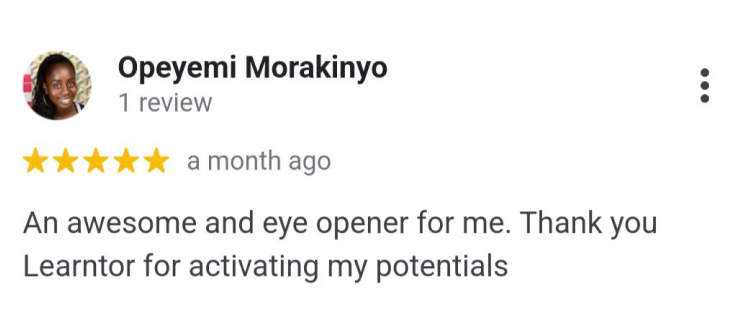 Opeyemi Morakinyo
1 review
a month ago
An awesome and eye opener for me. Thank you
Learntor for activating my potentials